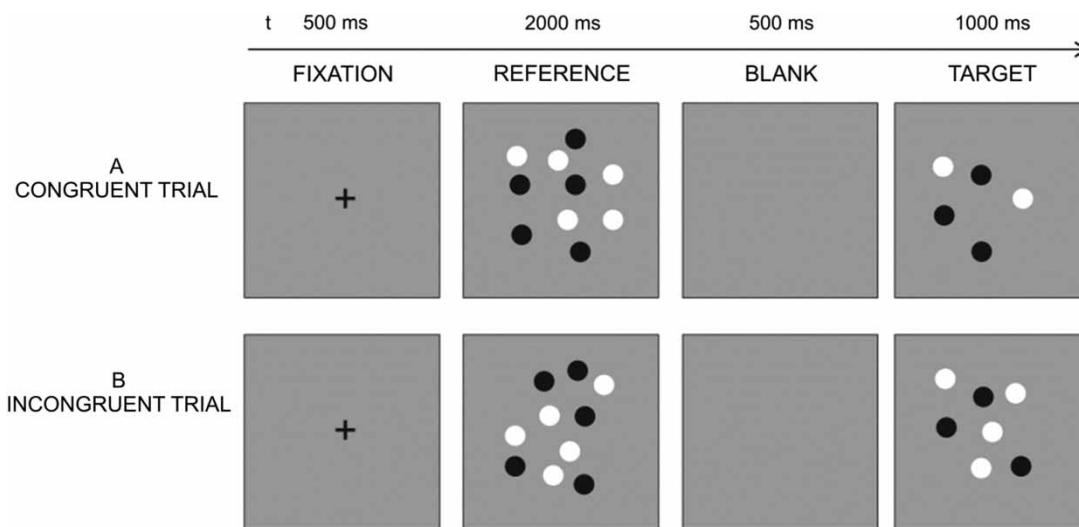 t 500 ms 2000 ms 500 ms 1000 ms
FIXATION REFERENCE BLANK TARGET
A
CONGRUENT TRIAL
B
INCONGRUENT TRIAL